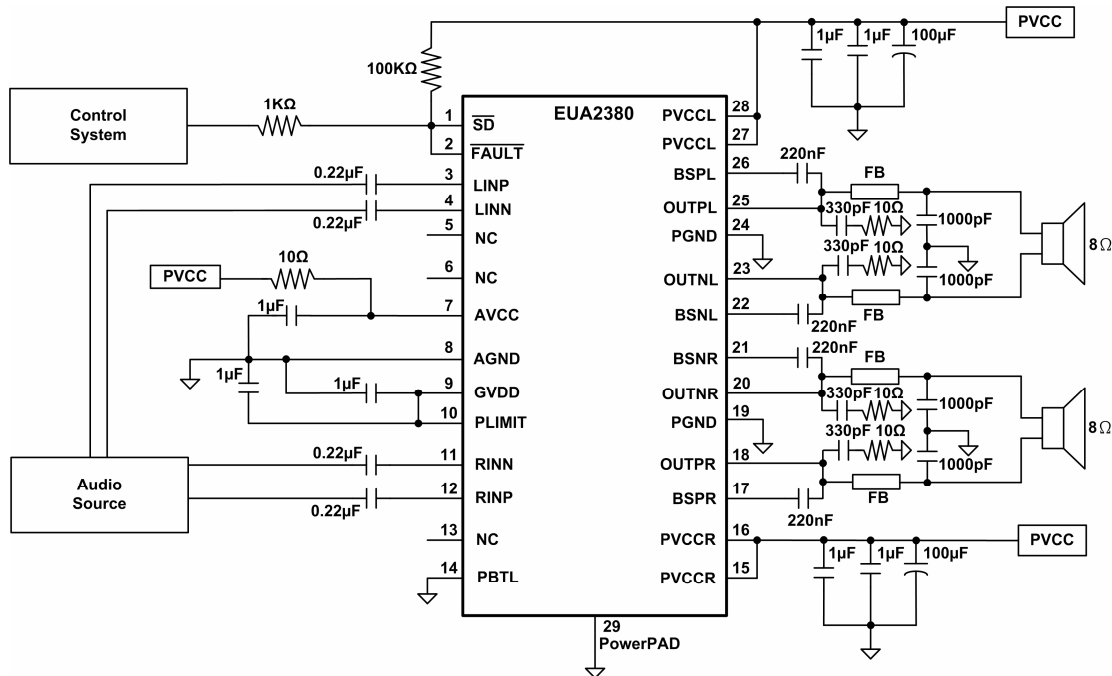 PVCC
1µF
1µF
100µF
100KΩ
1KΩ
Control
System
EUA2380
1
SD
2
FAULT
0.22µF
3
LINP
0.22µF
4
LINN
5
NC
6
NC
PVCC
10Ω
1µF
7
AVCC
8
AGND
1µF
1µF
9
GVDD
10
PLIMIT
0.22µF
11
RINN
12
RINP
0.22µF
Audio
Source
13
NC
14
PBTL
28
PVCCL
27
PVCCL
26
BSPL
220nF
FB
25
OUTPL
330pF
10Ω
1000pF
24
PGND
330pF
10Ω
8Ω
23
OUTNL
1000pF
22
BSNL
220nF
FB
21
BSNR
220nF
FB
20
OUTNR
330pF
10Ω
1000pF
19
PGND
330pF
10Ω
8Ω
18
OUTPR
1000pF
17
BSPR
220nF
FB
16
PVCCR
15
PVCCR
1µF
1µF
100µF
PVCC
29
PowerPAD